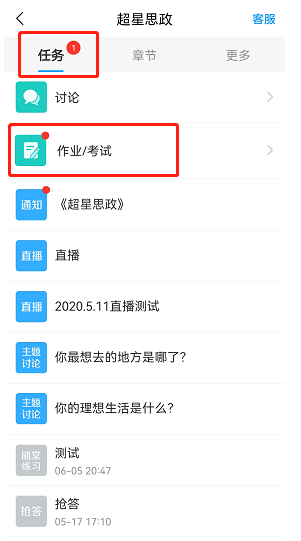 超星思政
客服
任务 1
章节
更多
讨论
作业/考试
通知
《超星思政》
直播
直播
直播
2020.5.11直播测试
主题
讨论
你最想去的地方是哪了?
主题
讨论
你的理想生活是什么?
随堂
练习
测试
06-05 20:47
抢答
抢答
05-17 17:10